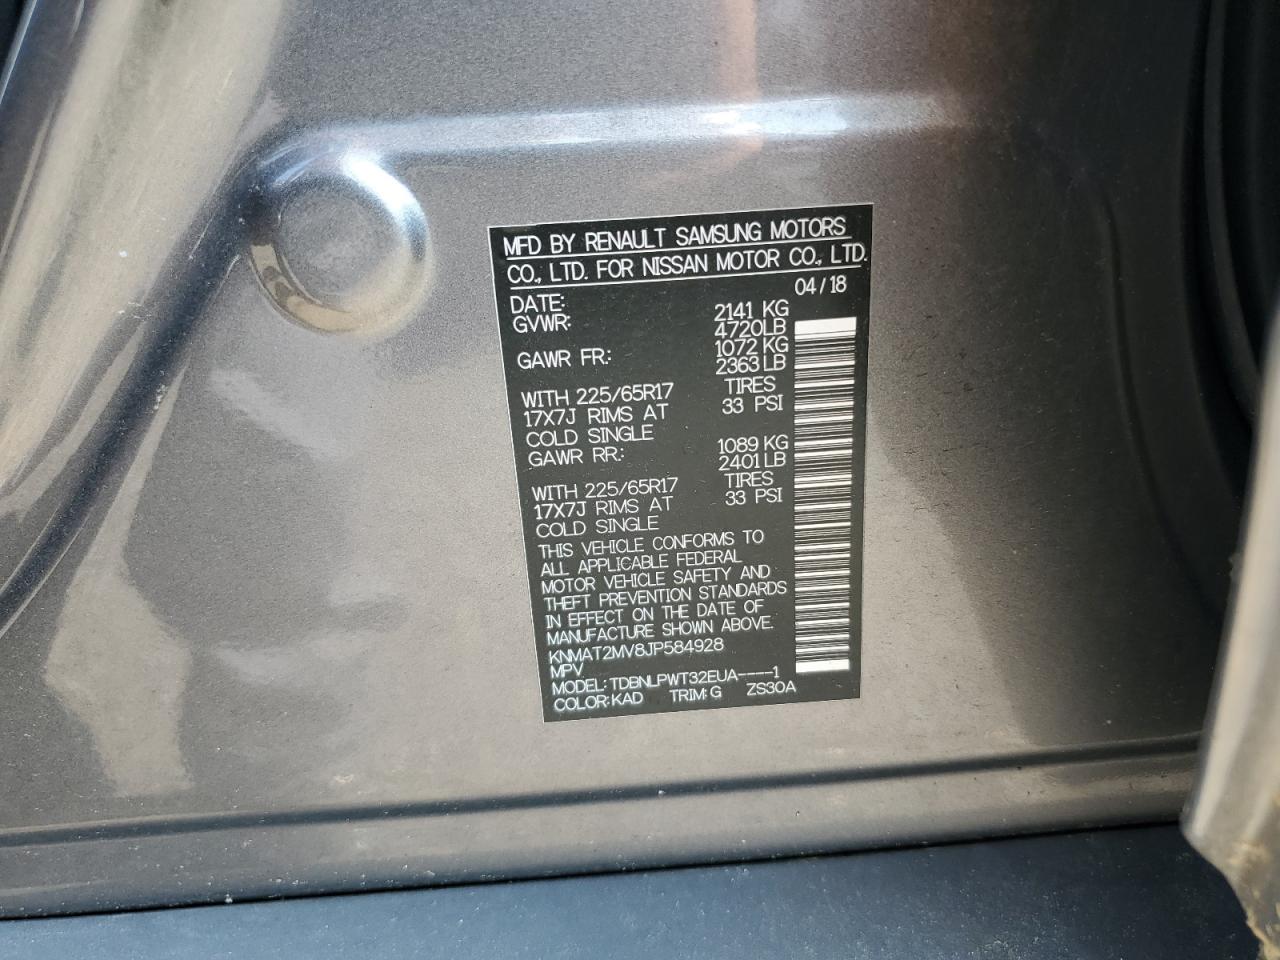 MFD BY RENAULT SAMSUNG MOTORS
CO., LTD. FOR NISSAN MOTOR CO., LTD.
DATE: 04/18
GVWR: 2141 KG
4720LB
GAWR FR: 1072 KG
2363LB
WITH 225/65R17 TIRES
17X7J RIMS AT 33 PSI
COLD SINGLE
GAWR RR: 1089 KG
2401LB
WITH 225/65R17 TIRES
17X7J RIMS AT 33 PSI
COLD SINGLE
THIS VEHICLE CONFORMS TO
ALL APPLICABLE FEDERAL
MOTOR VEHICLE SAFETY AND
THEFT PREVENTION STANDARDS
IN EFFECT ON THE DATE OF
MANUFACTURE SHOWN ABOVE.
KNMAT2MV8JP584928
MPV
MODEL: TDBNLPWT32EUA----1
COLOR: KAD TRIM: G ZS30A